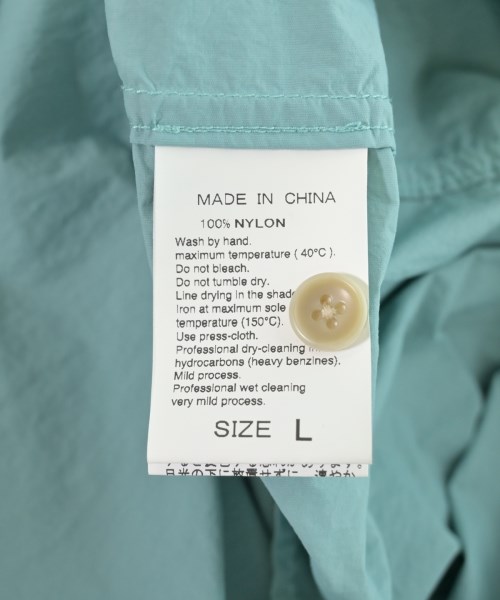 MADE IN CHINA
100% NYLON
Wash by hand.
maximum temperature ( 40°C ).
Do not bleach.
Do not tumble dry.
Line drying in the shade
Iron at maximum sole
temperature (150°C).
Use press-cloth.
Professional dry-cleaning in
hydrocarbons (heavy benzines).
Mild process.
Professional wet cleaning
very mild process.
SIZE L